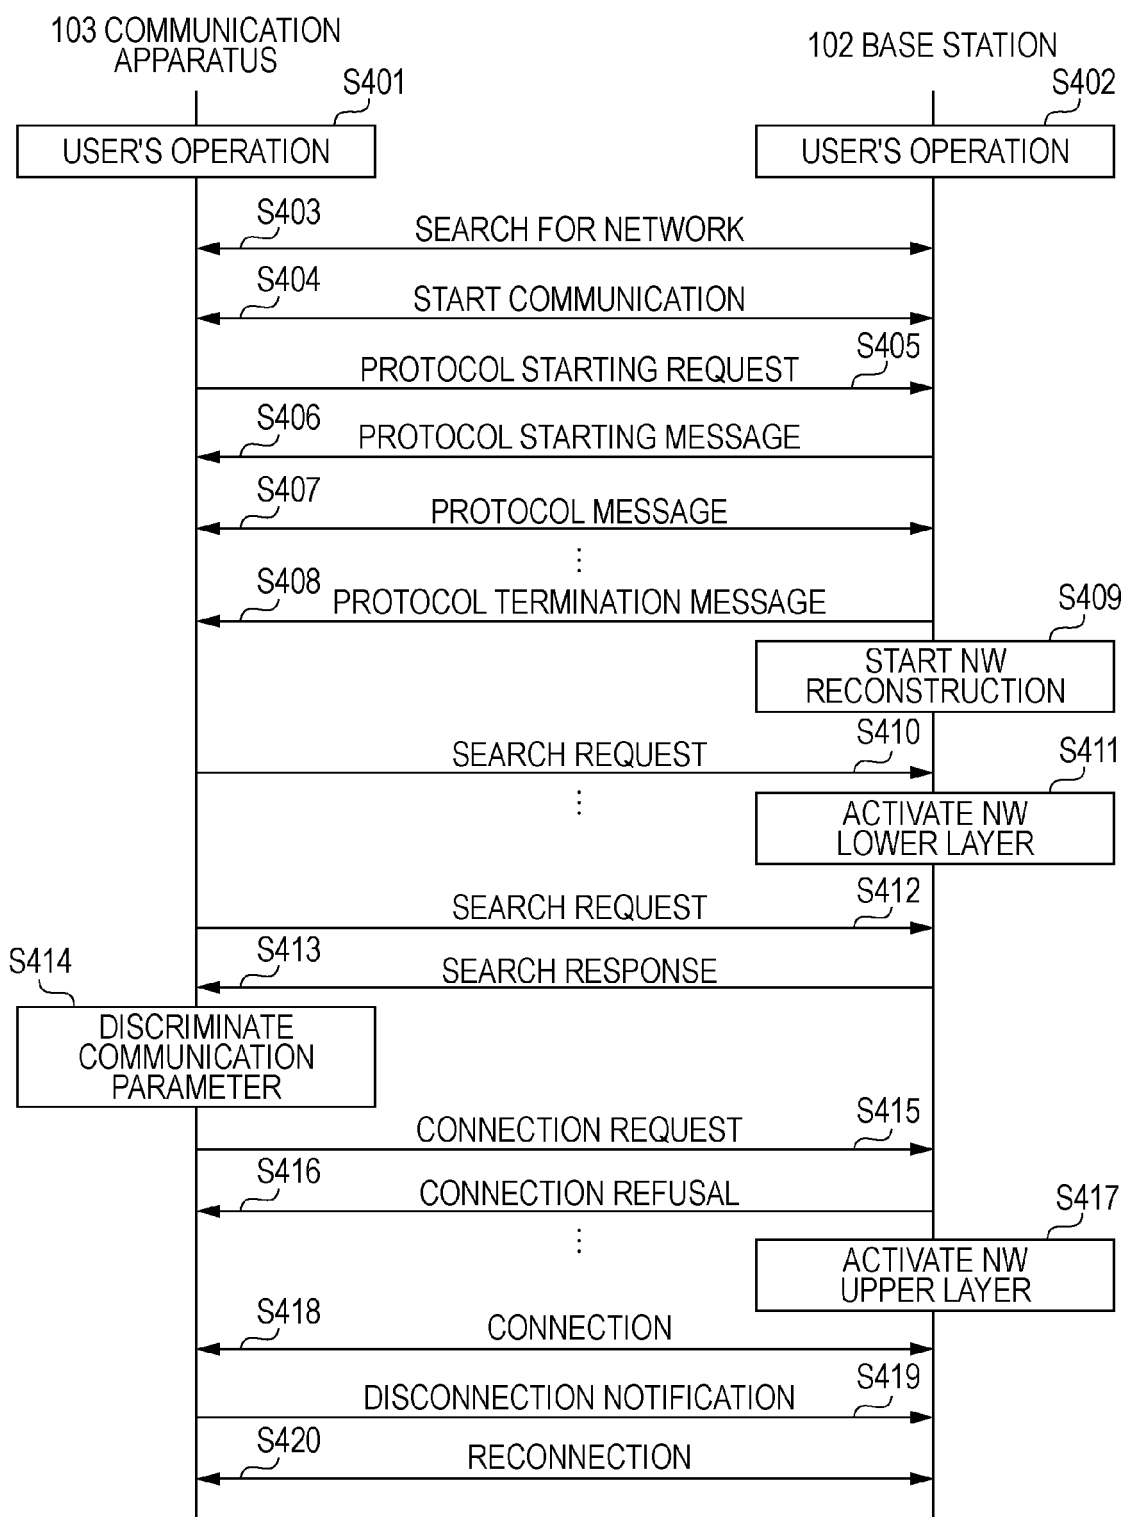 103 COMMUNICATION
APPARATUS
102 BASE STATION
S401
S402
USER'S OPERATION
USER'S OPERATION
S403
SEARCH FOR NETWORK
S404
START COMMUNICATION
S405
PROTOCOL STARTING REQUEST
S406
PROTOCOL STARTING MESSAGE
S407
PROTOCOL MESSAGE
S408
PROTOCOL TERMINATION MESSAGE
S409
START NW
RECONSTRUCTION
S410
SEARCH REQUEST
S411
ACTIVATE NW
LOWER LAYER
S412
SEARCH REQUEST
S413
SEARCH RESPONSE
S414
DISCRIMINATE
COMMUNICATION
PARAMETER
S415
CONNECTION REQUEST
S416
CONNECTION REFUSAL
S417
ACTIVATE NW
UPPER LAYER
S418
CONNECTION
S419
DISCONNECTION NOTIFICATION
S420
RECONNECTION